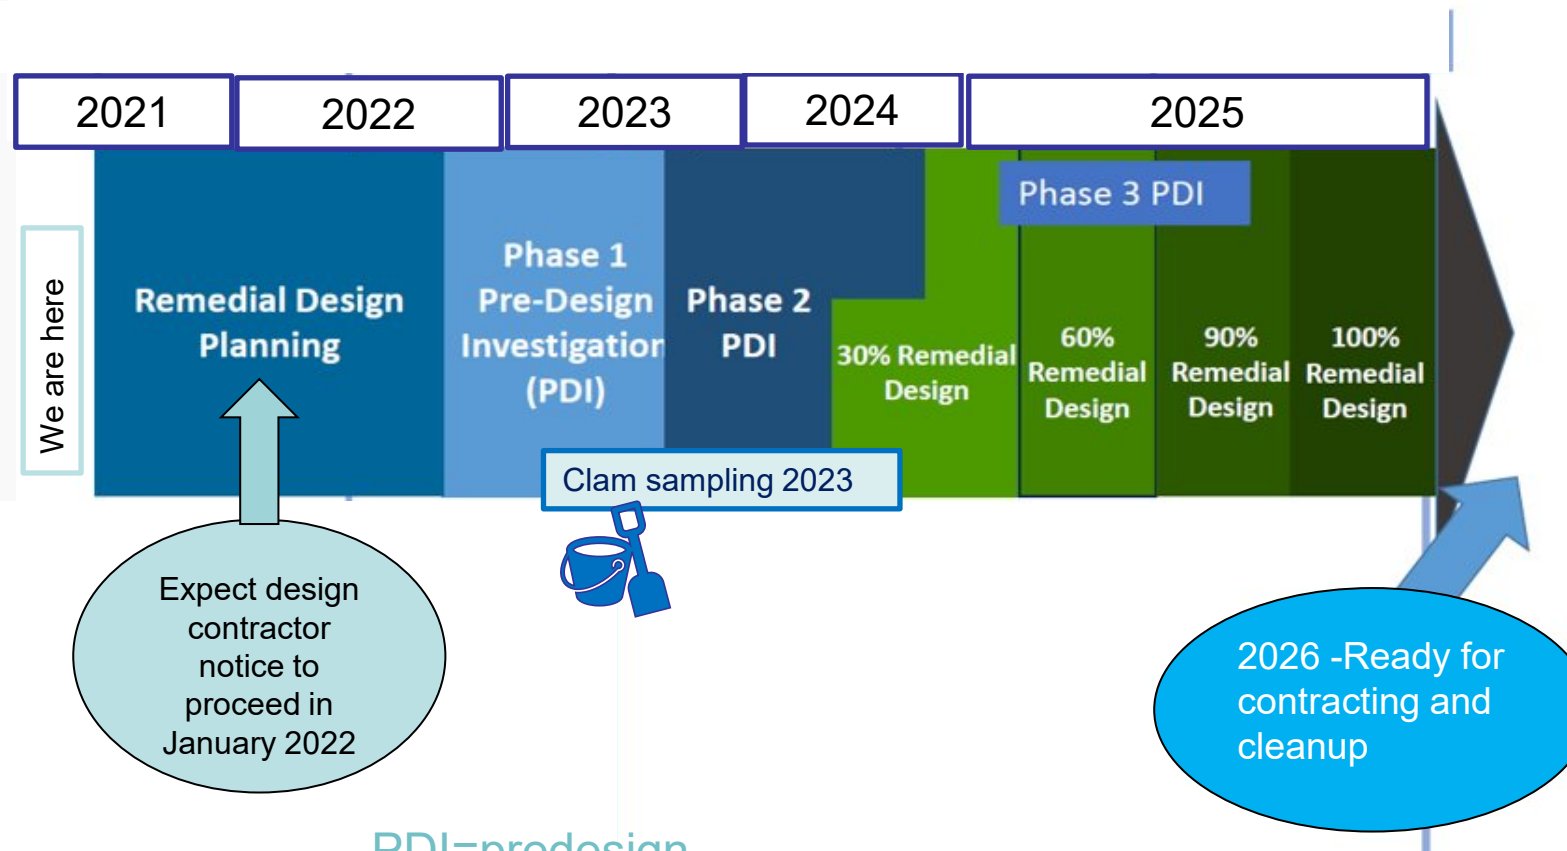 2021
2022
2023
2024
2025
We are here
Remedial Design
Planning
Phase 1
Pre-Design
Investigation
(PDI)
Phase 2
PDI
Phase 3 PDI
30% Remedial
Design
60%
Remedial
Design
90%
Remedial
Design
100%
Remedial
Design
Clam sampling 2023
Expect design
contractor
notice to
proceed in
January 2022
2026 -Ready for
contracting and
cleanup